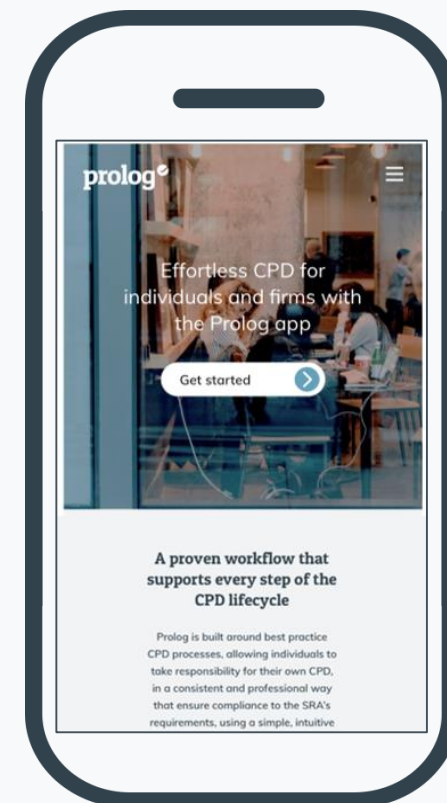 prolog
Effortless CPD for
individuals and firms with
the Prolog app
Get started
A proven workflow that
supports every step of the
CPD lifecycle
Prolog is built around best practice
CPD processes, allowing individuals to
take responsibility for their own CPD,
in a consistent and professional way
that ensure compliance to the SRA's
requirements, using a simple, intuitive